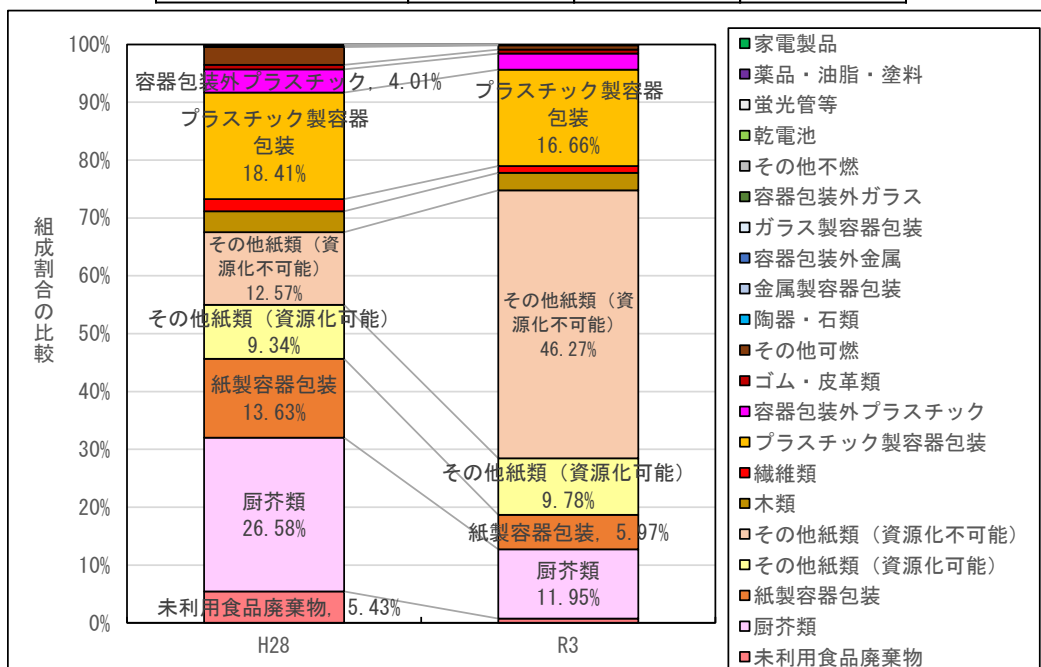 組成割合の比較
100%
90%
80%
70%
60%
50%
40%
30%
20%
10%
0%
容器包装外プラスチック, 4.01%
プラスチック製容器
包装
18.41%
その他紙類（資
源化不可能）
12.57%
その他紙類（資源化可能）
9.34%
紙製容器包装
13.63%
厨芥類
26.58%
未利用食品廃棄物, 5.43%
H28
プラスチック製容器
包装
16.66%
その他紙類（資
源化不可能）
46.27%
その他紙類（資源化可能）
9.78%
紙製容器包装, 5.97%
厨芥類
11.95%
R3
家電製品
薬品・油脂・塗料
蛍光管等
乾電池
その他不燃
容器包装外ガラス
ガラス製容器包装
容器包装外金属
金属製容器包装
陶器・石類
その他可燃
ゴム・皮革類
容器包装外プラスチック
プラスチック製容器包装
繊維類
木類
その他紙類（資源化不可能）
その他紙類（資源化可能）
紙製容器包装
厨芥類
未利用食品廃棄物